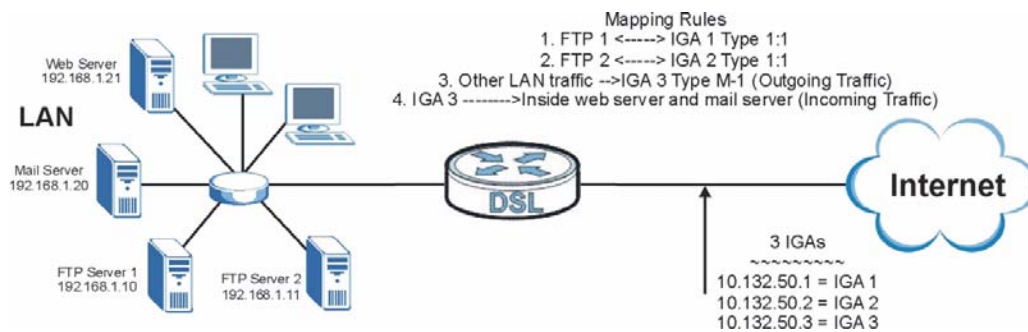 Mapping Rules
1. FTP 1 <-----> IGA 1 Type 1:1
2. FTP 2 <-----> IGA 2 Type 1:1
3. Other LAN traffic -->IGA 3 Type M-1 (Outgoing Traffic)
4. IGA 3 -------->Inside web server and mail server (Incoming Traffic)
Web Server
192.168.1.21
LAN
Mail Server
192.168.1.20
FTP Server 1
192.168.1.10
FTP Server 2
192.168.1.11
DSL
Internet
3 IGAs
~~~~~~~~~
10.132.50.1 = IGA 1
10.132.50.2 = IGA 2
10.132.50.3 = IGA 3